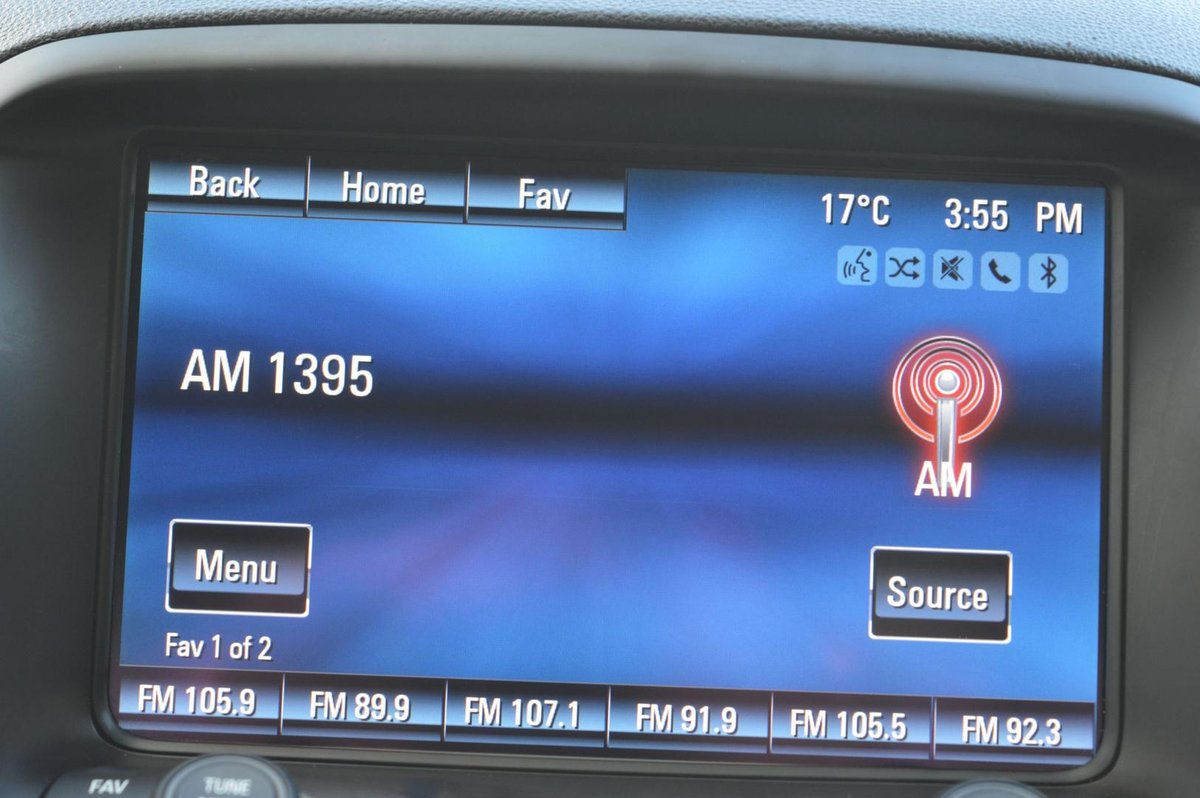 Back Home Fav 17°C 3:55 PM
AM 1395
AM
Menu Source
Fav 1 of 2
FM 105.9 FM 89.9 FM 107.1 FM 91.9 FM 105.5 FM 92.3
FAV TUNE